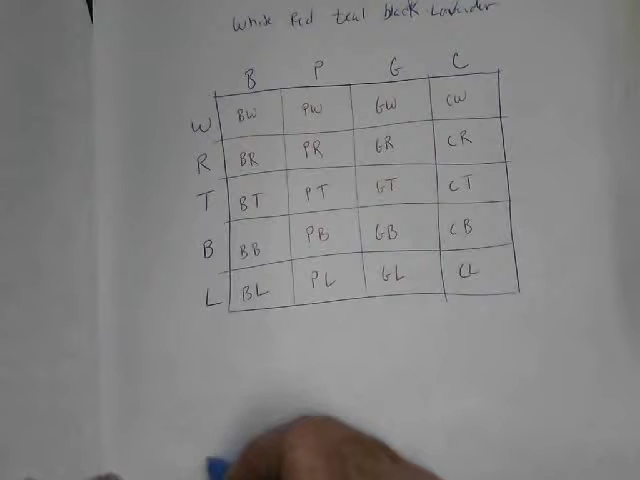 White Red teal black Lavender
B P G C
W BW PW GW CW
R BR PR GR CR
T BT PT GT CT
B BB PB GB CB
L BL PL GL CL